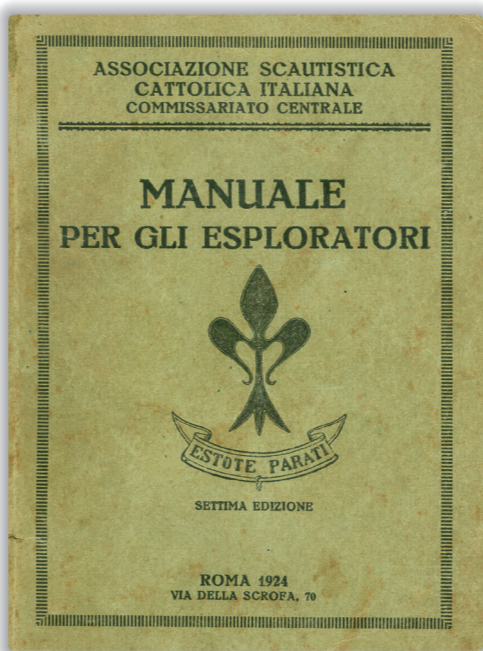 ASSOCIAZIONE SCAUTISTICA
CATTOLICA ITALIANA
COMMISSARIATO CENTRALE
MANUALE
PER GLI ESPLORATORI
ESTOTE PARATI
SETTIMA EDIZIONE
ROMA 1924
VIA DELLA SCROFA, 70